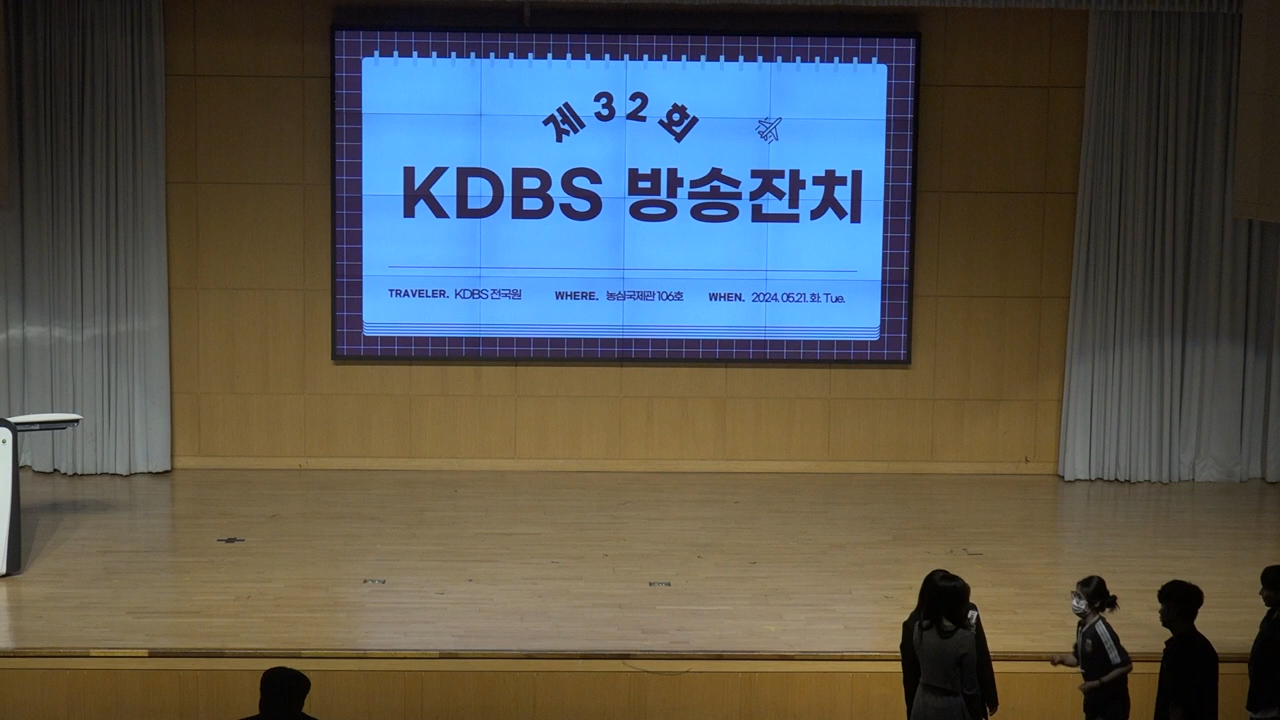 제32회
KDBS 방송잔치
TRAVELER. KDBS 전국원 WHERE. 농심국제관 106호 WHEN. 2024. 05.21. 화. Tue.